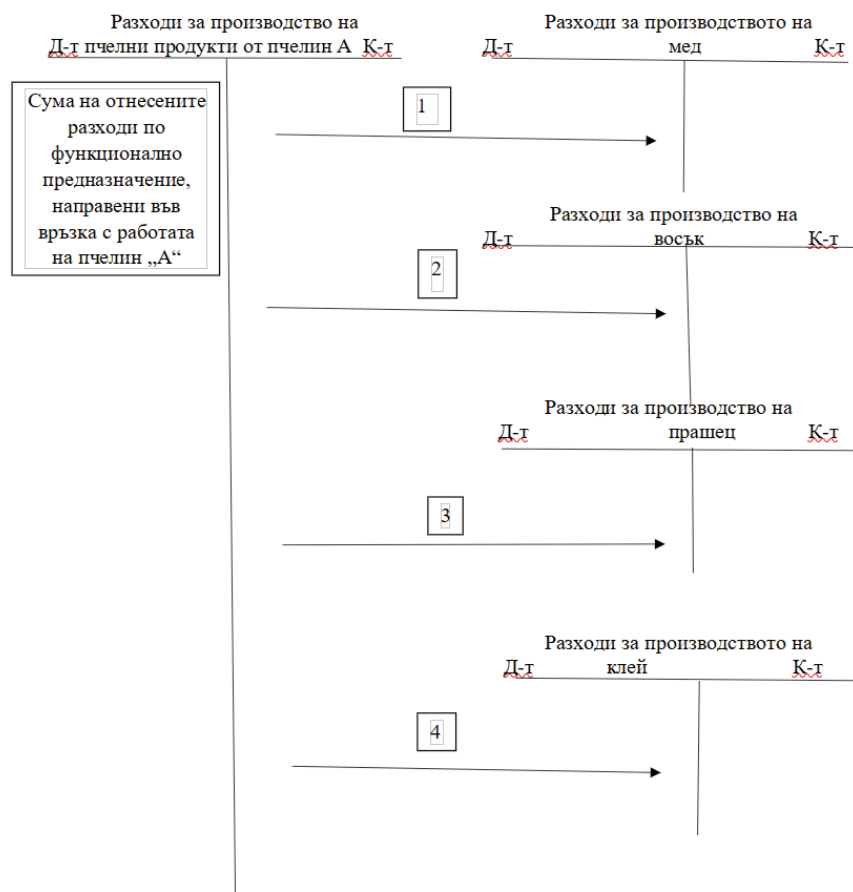 Разходи за производство на
Д-т пчелни продукти от пчелин А К-т
Сума на отнесените
разходи по
функционално
предназначение,
направени във
връзка с работата
на пчелин „А“
Разходи за производството на
Д-т мед К-т
1
Разходи за производство на
Д-т восък К-т
2
Разходи за производство на
Д-т прашец К-т
3
Разходи за производството на
Д-т клей К-т
4